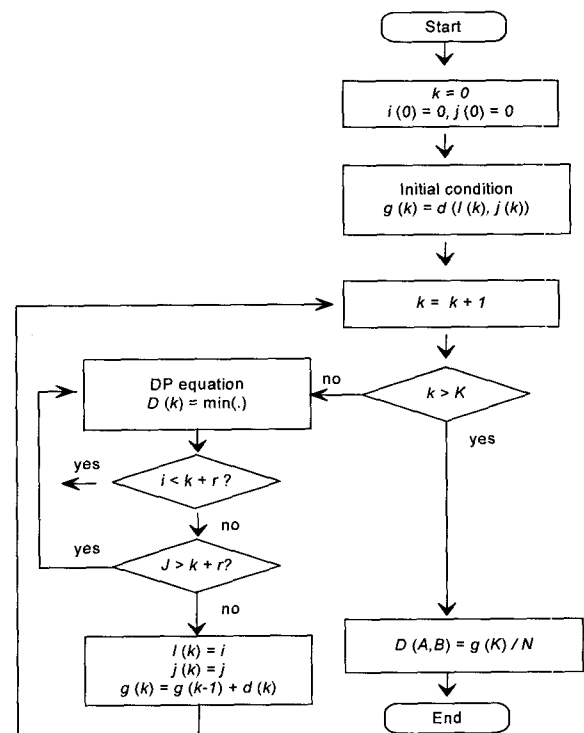 Start
k = 0
i (0) = 0, j (0) = 0
Initial condition
g (k) = d (I (k), j (k))
k = k + 1
k > K
no
yes
DP equation
D (k) = min(.)
i < k + r ?
yes
no
J > k + r?
yes
no
I (k) = i
j (k) = j
g (k) = g (k-1) + d (k)
D (A,B) = g (K) / N
End